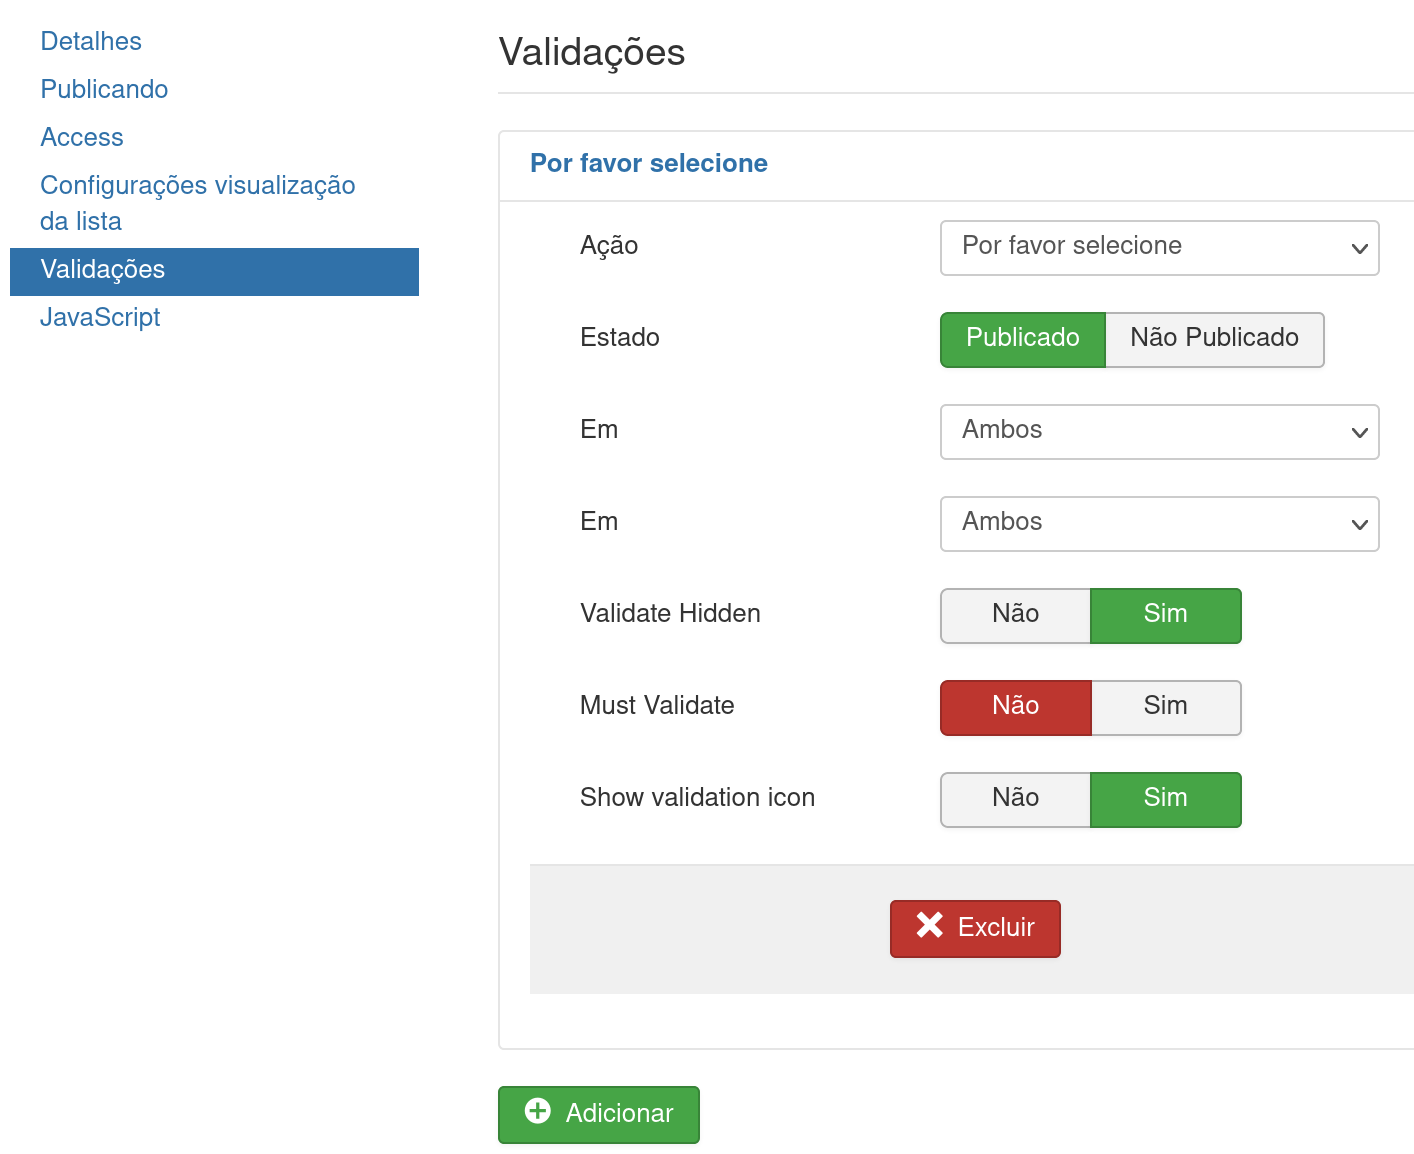 Detalhes
Publicando
Access
Configurações visualização
da lista
Validações
JavaScript
Validações
Por favor selecione
Ação
Por favor selecione
Estado
Publicado
Não Publicado
Em
Ambos
Em
Ambos
Validate Hidden
Não
Sim
Must Validate
Não
Sim
Show validation icon
Não
Sim
Excluir
Adicionar